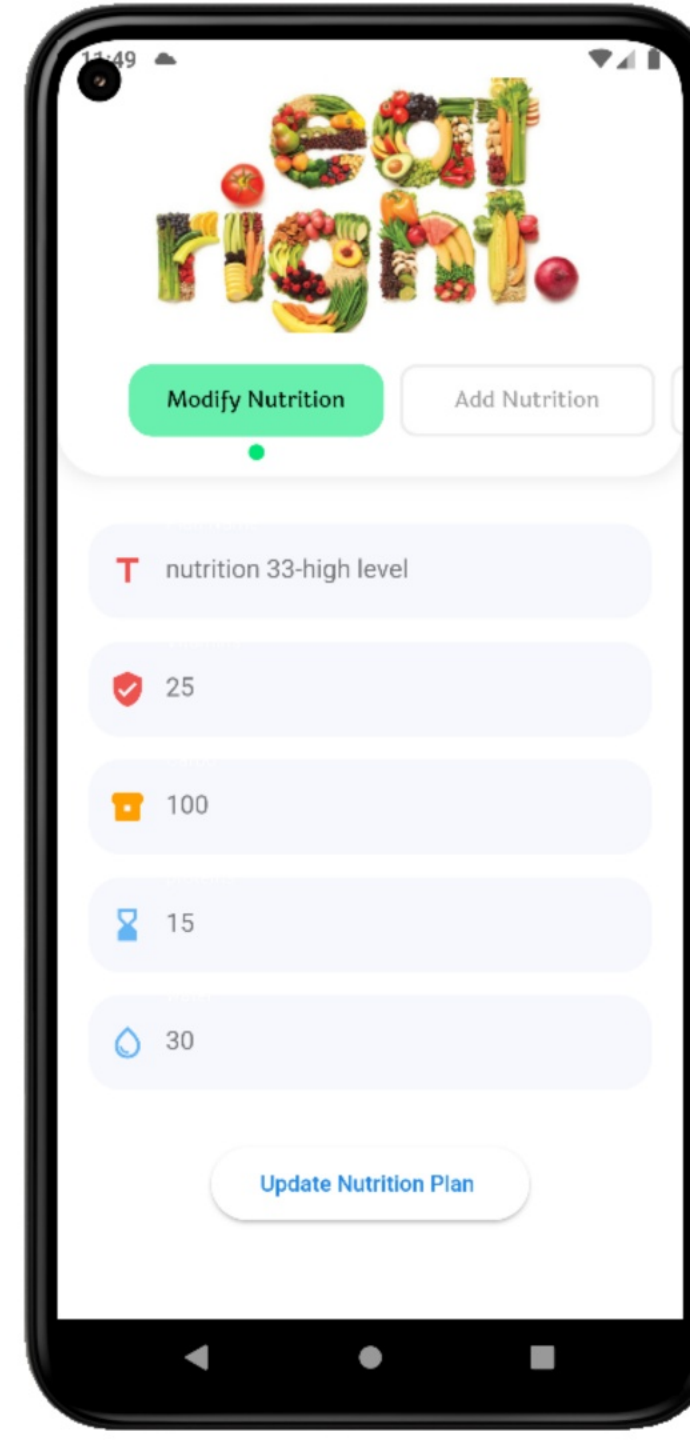 11:49
eat
right.
Modify Nutrition
Add Nutrition
nutrition 33-high level
25
100
15
30
Update Nutrition Plan